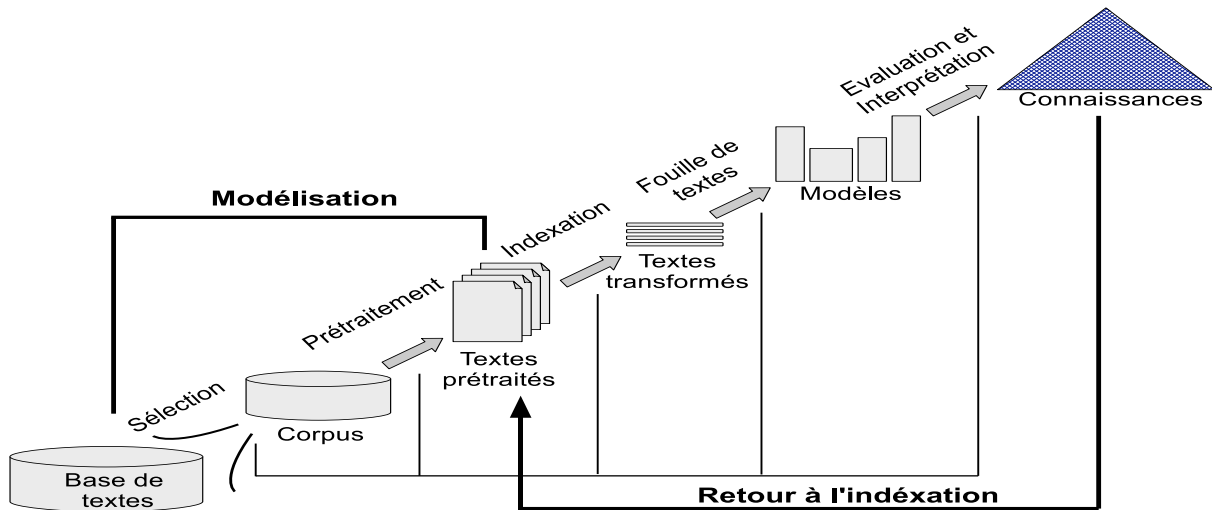 Evaluation et
Interprétation
Connaissances
Fouille de
textes
Modèles
Modélisation
Indexation
Textes
transformés
Prétraitement
Textes
prétraités
Sélection
Corpus
Base de
textes
Retour à l'indéxation